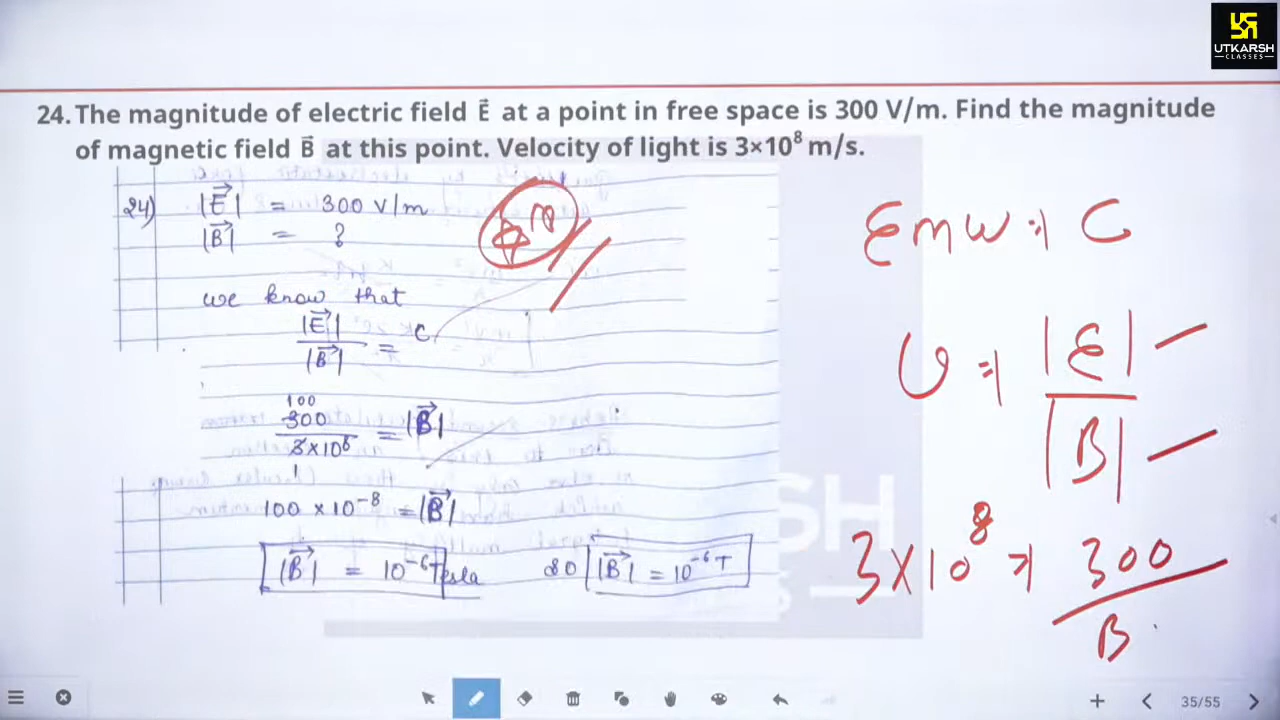 UTKARSH
CLASSES
24. The magnitude of electric field E⃗ at a point in free space is 300 V/m. Find the magnitude
of magnetic field B⃗ at this point. Velocity of light is 3×10⁸ m/s.
24) |E⃗| = 300 V/m
|B⃗| = ?
we know that
|E⃗| / |B⃗| = C
100
300 / 3×10⁸ = |B⃗|
1
100 × 10⁻⁸ = |B⃗|
|B⃗| = 10⁻⁶ Tesla so |B⃗| = 10⁻⁶ T
EMW ⇒ C
U ⇒ |E| / |B|
3×10⁸ ⇒ 300 / B
35/55